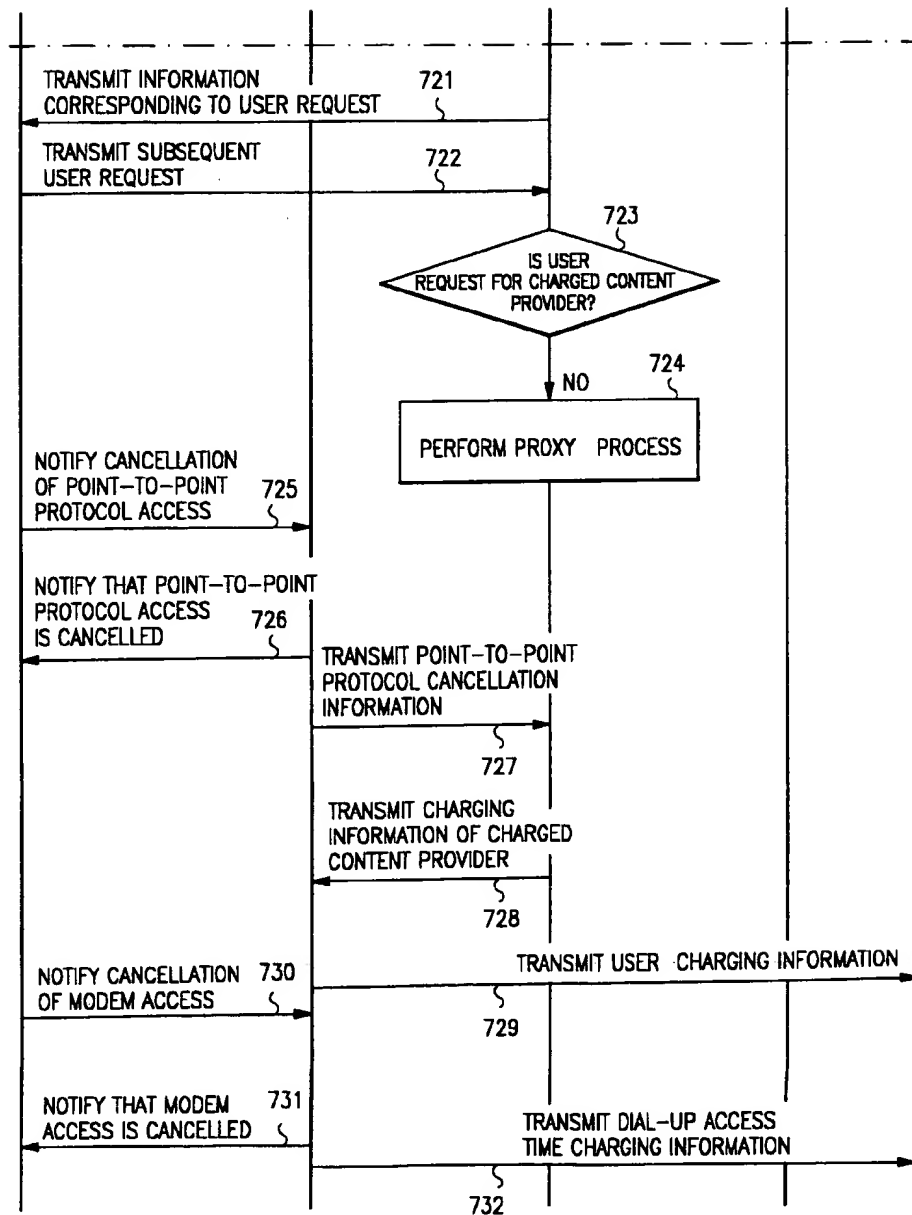 TRANSMIT INFORMATION
CORRESPONDING TO USER REQUEST
721
TRANSMIT SUBSEQUENT
USER REQUEST
722
723
IS USER
REQUEST FOR CHARGED CONTENT
PROVIDER?
NO
724
PERFORM PROXY PROCESS
NOTIFY CANCELLATION
OF POINT-TO-POINT
PROTOCOL ACCESS
725
NOTIFY THAT POINT-TO-POINT
PROTOCOL ACCESS
IS CANCELLED
726
TRANSMIT POINT-TO-POINT
PROTOCOL CANCELLATION
INFORMATION
727
TRANSMIT CHARGING
INFORMATION OF CHARGED
CONTENT PROVIDER
728
NOTIFY CANCELLATION
OF MODEM ACCESS
730
TRANSMIT USER CHARGING INFORMATION
729
NOTIFY THAT MODEM
ACCESS IS CANCELLED
731
TRANSMIT DIAL-UP ACCESS
TIME CHARGING INFORMATION
732